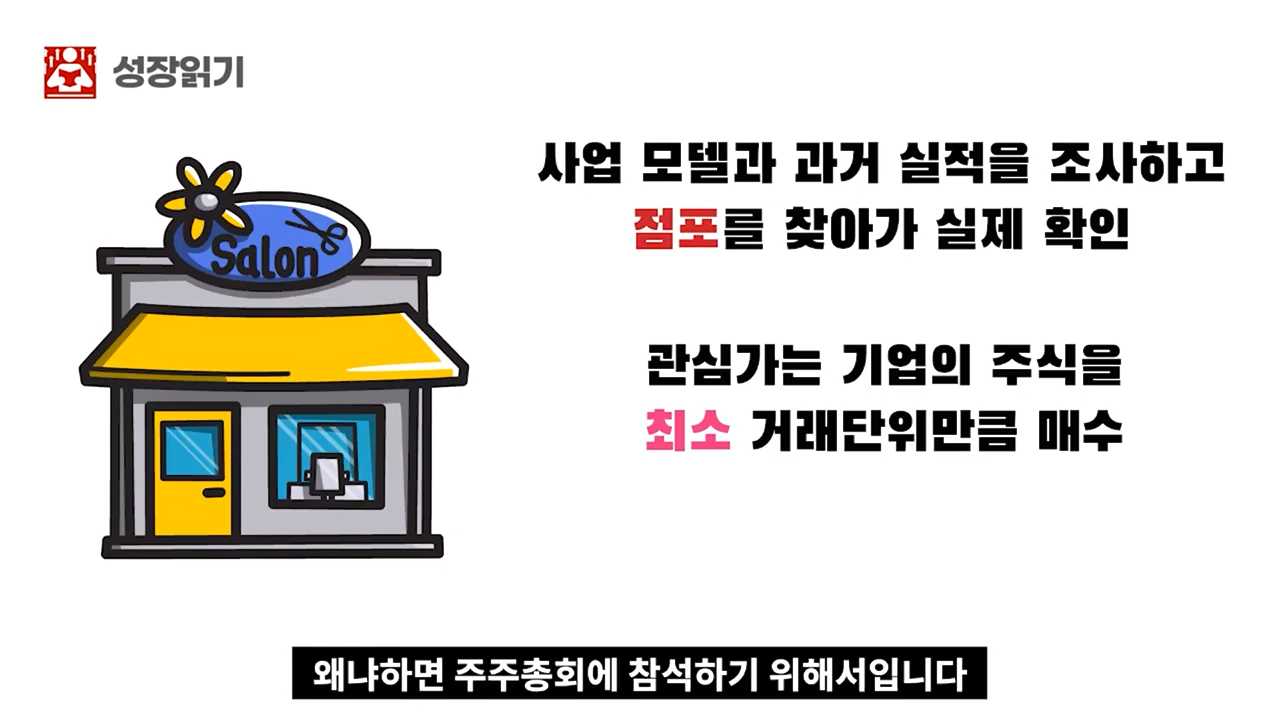 성장읽기
Salon
사업 모델과 과거 실적을 조사하고
점포를 찾아가 실제 확인
관심가는 기업의 주식을
최소 거래단위만큼 매수
왜냐하면 주주총회에 참석하기 위해서입니다